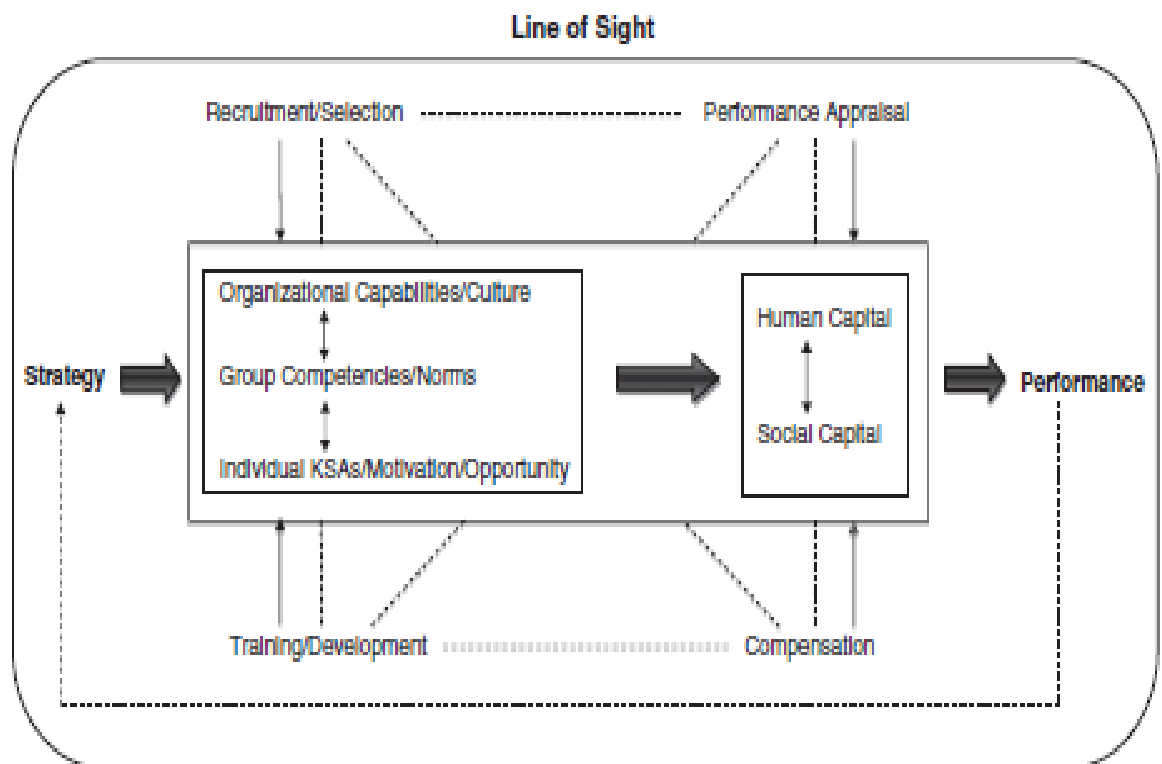 Line of Sight
Recruitment/Selection
Performance Appraisal
Organizational Capabilities/Culture
Human Capital
Strategy
Group Competencies/Norms
Performance
Social Capital
Individual KSAs/Motivation/Opportunity
Training/Development
Compensation